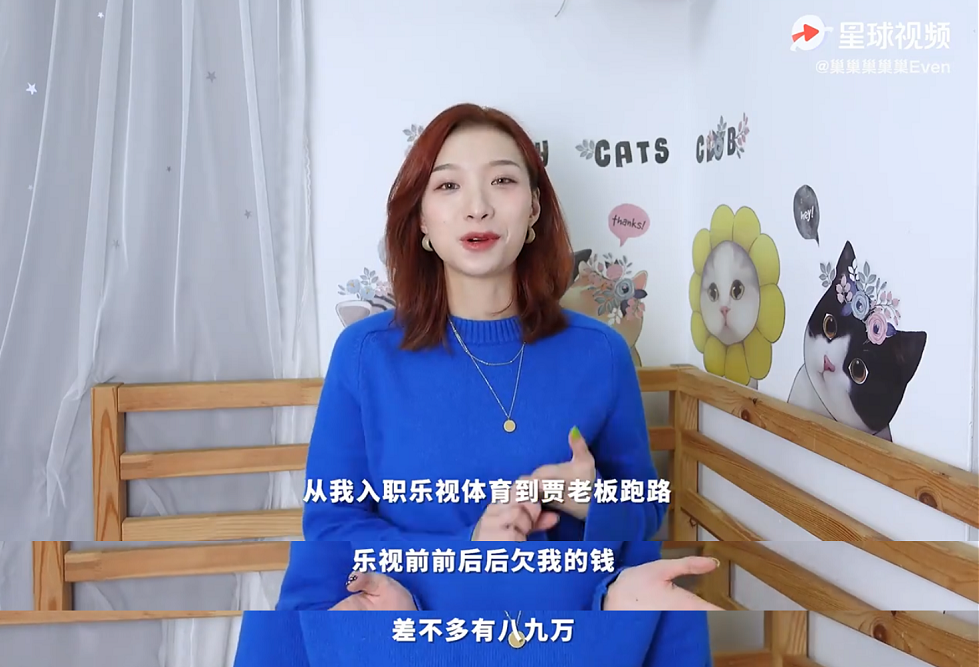 星球视频
@巢巢巢巢巢Even
CATS CLUB
thanks!
hey!
从我入职乐视体育到贾老板跑路
乐视前前后后欠我的钱
差不多有八九万